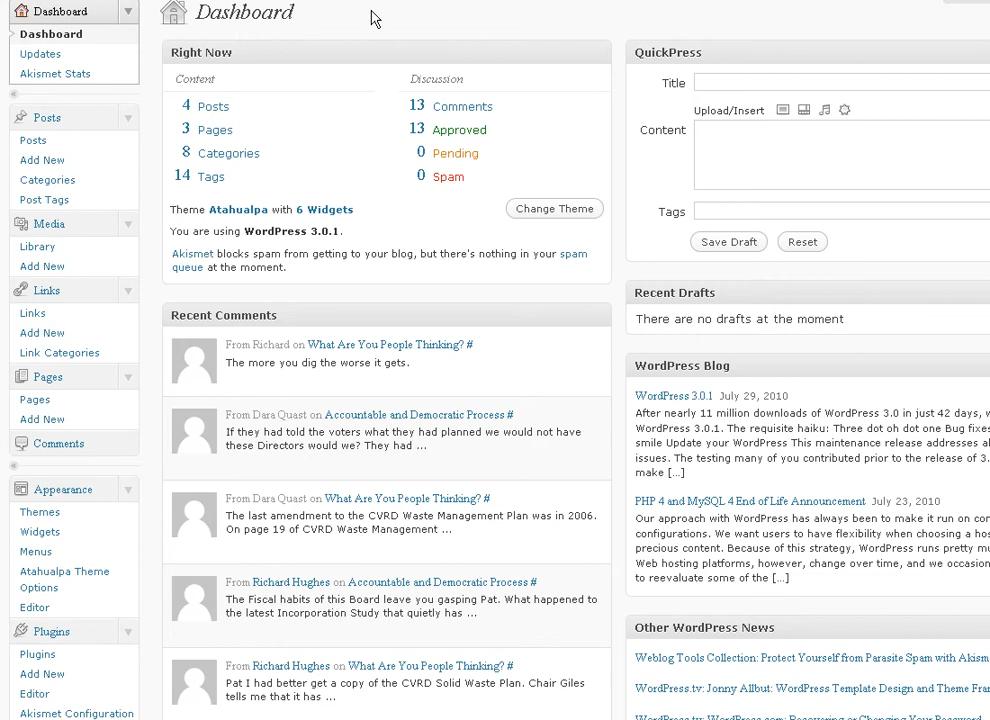 Dashboard
Dashboard
Updates
Akismet Stats
Posts
Posts
Add New
Categories
Post Tags
Media
Library
Add New
Links
Links
Add New
Link Categories
Pages
Pages
Add New
Comments
Appearance
Themes
Widgets
Menus
Atahualpa Theme
Options
Editor
Plugins
Plugins
Add New
Editor
Akismet Configuration
Dashboard
Right Now
Content
Discussion
4 Posts
13 Comments
3 Pages
13 Approved
8 Categories
0 Pending
14 Tags
0 Spam
Theme Atahualpa with 6 Widgets
Change Theme
You are using WordPress 3.0.1.
Akismet blocks spam from getting to your blog, but there's nothing in your spam
queue at the moment.
Recent Comments
From Richard on What Are You People Thinking? #
The more you dig the worse it gets.
From Dara Quast on Accountable and Democratic Process #
If they had told the voters what they had planned we would not have
these Directors would we? They had ...
From Dara Quast on What Are You People Thinking? #
The last amendment to the CVRD Waste Management Plan was in 2006.
On page 19 of CVRD Waste Management ...
From Richard Hughes on Accountable and Democratic Process #
The Fiscal habits of this Board leave you gasping Pat. What happened to
the latest Incorporation Study that quietly has ...
From Richard Hughes on What Are You People Thinking? #
Pat I had better get a copy of the CVRD Solid Waste Plan. Chair Giles
tells me that it has ...
QuickPress
Title
Upload/Insert
Content
Tags
Save Draft
Reset
Recent Drafts
There are no drafts at the moment
WordPress Blog
WordPress 3.0.1 July 29, 2010
After nearly 11 million downloads of WordPress 3.0 in just 42 days,
WordPress 3.0.1. The requisite haiku: Three dot oh dot one Bug fixes
smile Update your WordPress This maintenance release addresses
issues. The testing many of you contributed prior to the release of 3.
make [...]
PHP 4 and MySQL 4 End of Life Announcement July 23, 2010
Our approach with WordPress has always been to make it run on
configurations. We want users to have flexibility when choosing a
precious content. Because of this strategy, WordPress runs pretty
Web hosting platforms, however, change over time, and we
to reevaluate some of the [...]
Other WordPress News
Weblog Tools Collection: Protect Yourself from Parasite Spam with
WordPress.tv: Jonny Allbut: WordPress Template Design and Theme
WordPress.tv: WordPress.com: Recovering or Changing Your Password